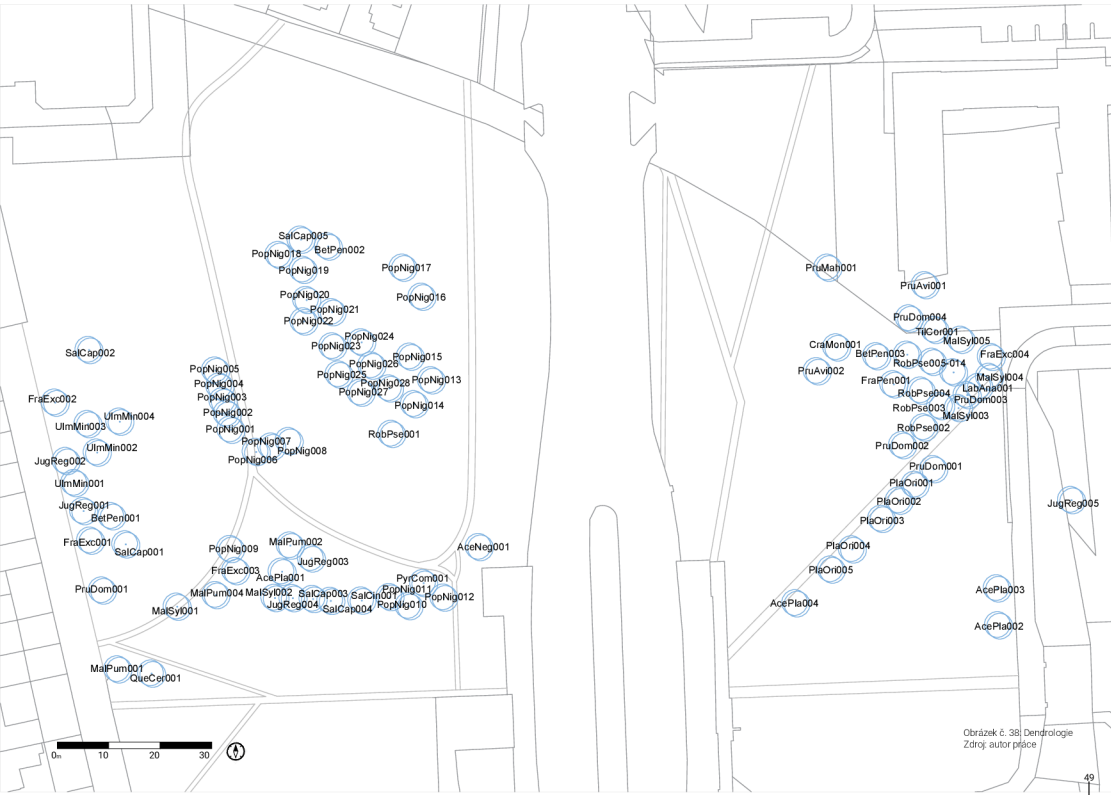 SalCap005
BetPen002
PopNig018
PopNig019
PopNig017
PopNig016
PopNig020
PopNig021
PopNig022
PopNig024
PopNig023
PopNig015
PopNig026
PopNig025
PopNig028
PopNig013
PopNig027
PopNig014
RobPse001
SalCap002
PopNig005
PopNig004
PopNig003
PopNig002
PopNig001
PopNig007
PopNig008
PopNig006
FraExc002
UlmMin004
UlmMin003
UlmMin002
JugReg002
UlmMin001
JugReg001
BetPen001
FraExc001
SalCap001
PruDom001
MalSyl001
MalPum001
QueCer001
PopNig009
FraExc003
MalPum004
MalPum002
JugReg003
AcePla001
MalSyl002
JugReg004
SalCap003
SalCap004
SalCin001
PyrCom001
PopNig011
PopNig010
PopNig012
AceNeg001
PruMah001
PruAvi001
PruDom004
TilCor001
MalSyl005
CraMon001
BetPen003
FraExc004
RobPse005-014
PruAvi002
FraPen001
MalSyl004
LabAna001
RobPse004
PruDom003
RobPse003
MalSyl003
RobPse002
PruDom002
PruDom001
PlaOri001
PlaOri002
PlaOri003
JugReg005
PlaOri004
PlaOri005
AcePla004
AcePla003
AcePla002
0m 10 20 30
Obrázek č. 38: Dendrologie
Zdroj: autor práce
49